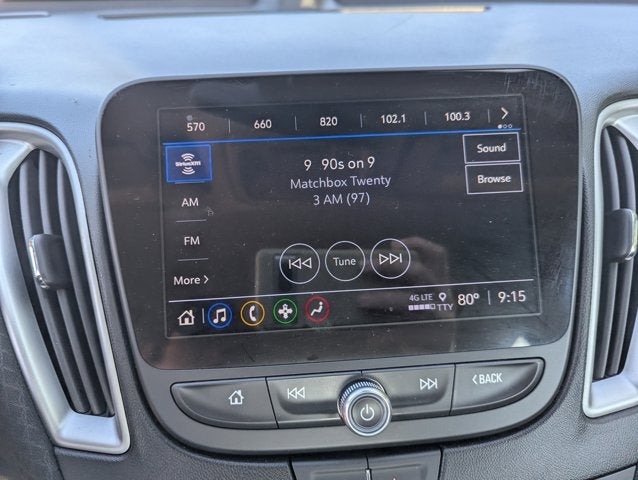 570 660 820 102.1 100.3
SiriusXM
9 90s on 9
Sound
Matchbox Twenty
Browse
3 AM (97)
AM
FM
Tune
More
4G LTE
TTY
80° 9:15
BACK